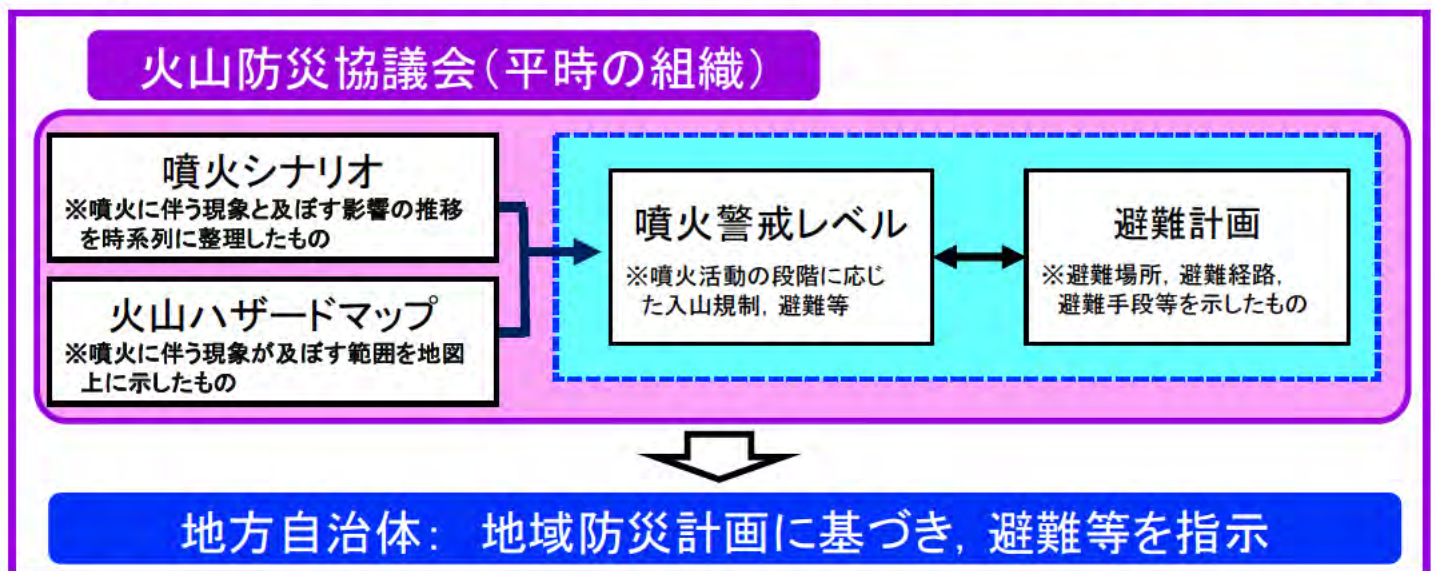 火山防災協議会(平時の組織)
噴火シナリオ
※噴火に伴う現象と及ぼす影響の推移
を時系列に整理したもの
火山ハザードマップ
※噴火に伴う現象が及ぼす範囲を地図
上に示したもの
噴火警戒レベル
※噴火活動の段階に応じ
た入山規制, 避難等
避難計画
※避難場所, 避難経路,
避難手段等を示したもの
地方自治体: 地域防災計画に基づき, 避難等を指示